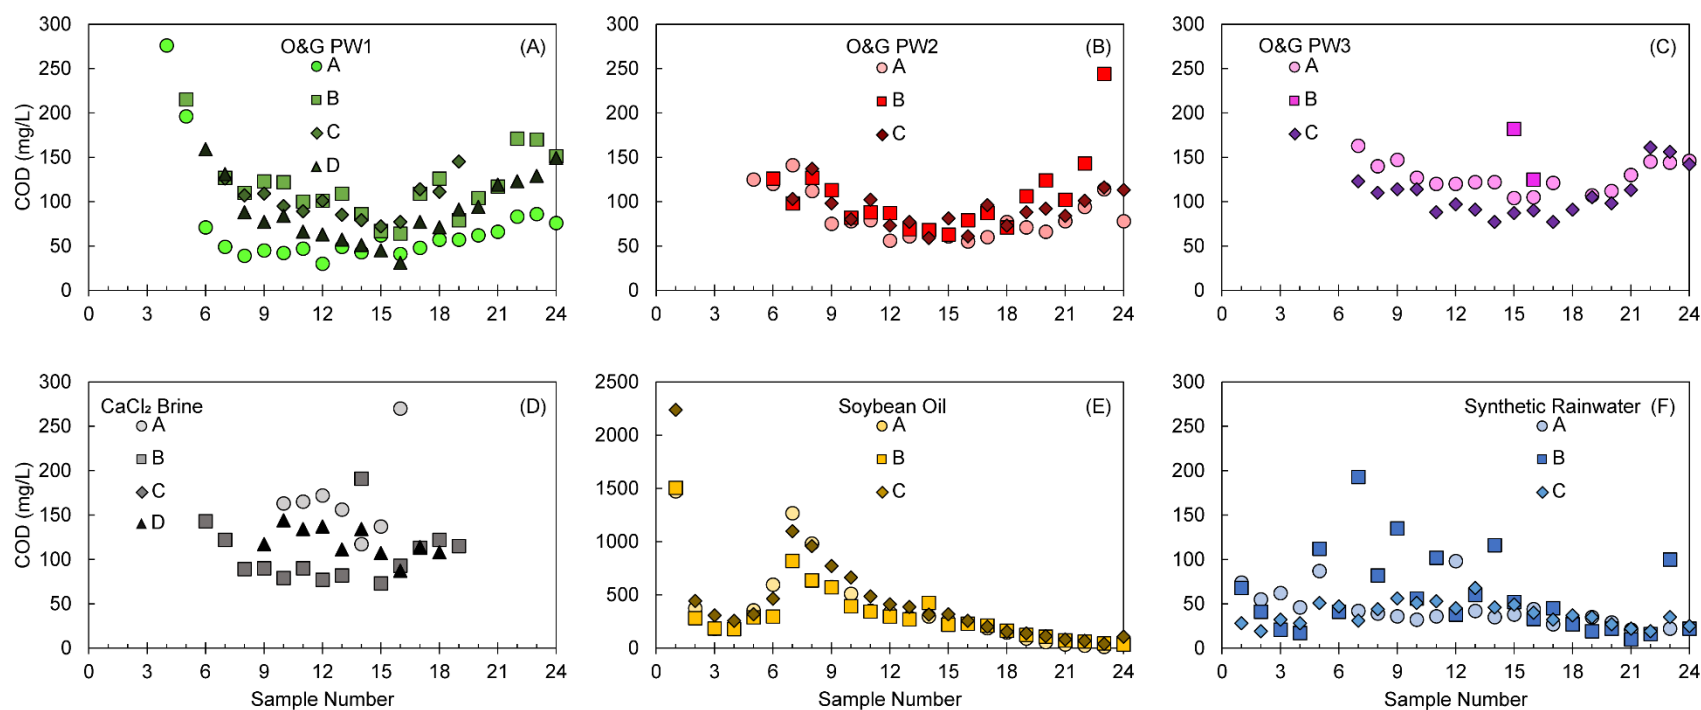 300
250
200
150
100
50
0
COD (mg/L)
O&G PW1
(A)
A
B
C
D
0 3 6 9 12 15 18 21 24
300
250
200
150
100
50
0
O&G PW2
(B)
A
B
C
0 3 6 9 12 15 18 21 24
300
250
200
150
100
50
0
O&G PW3
(C)
A
B
C
0 3 6 9 12 15 18 21 24
300
250
200
150
100
50
0
COD (mg/L)
CaCl₂ Brine
(D)
A
B
C
D
0 3 6 9 12 15 18 21 24
Sample Number
2500
2000
1500
1000
500
0
Soybean Oil
(E)
A
B
C
0 3 6 9 12 15 18 21 24
Sample Number
300
250
200
150
100
50
0
Synthetic Rainwater (F)
A
B
C
0 3 6 9 12 15 18 21 24
Sample Number